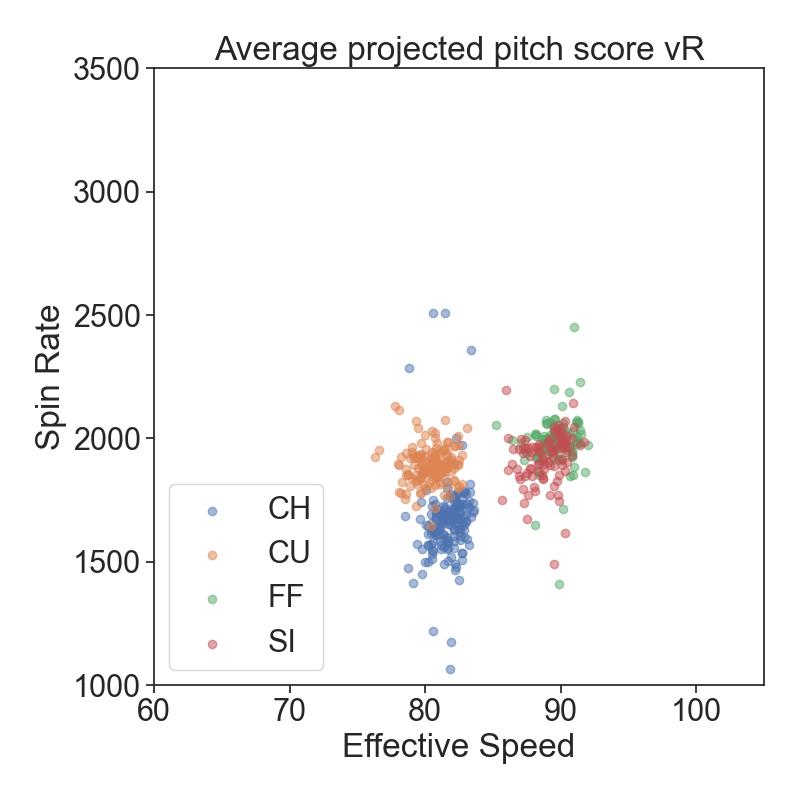 Average projected pitch score vR
3500
3000
2500
2000
1500
1000
Spin Rate
CH
CU
FF
SI
60 70 80 90 100
Effective Speed